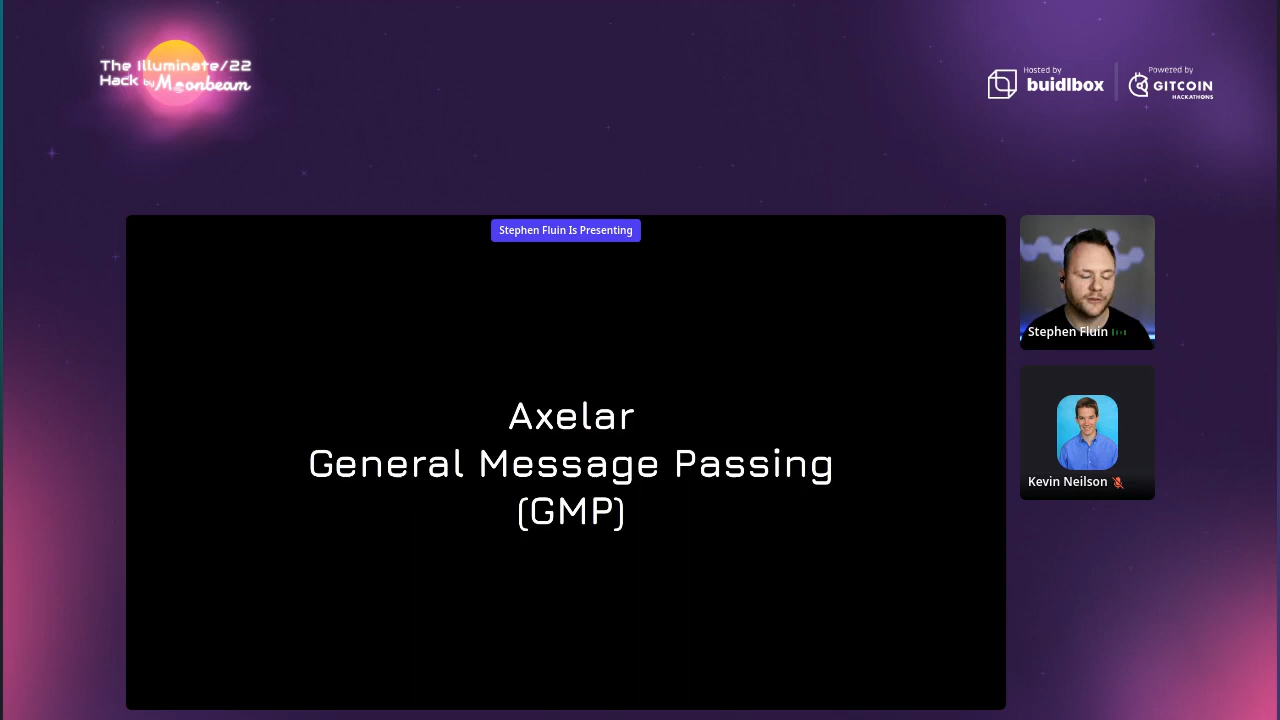 The Illuminate/22
Hack by Moonbeam
Hosted by
buidlbox
Powered by
GITCOIN
HACKATHONS
Stephen Fluin Is Presenting
Axelar
General Message Passing
(GMP)
Stephen Fluin
Kevin Neilson